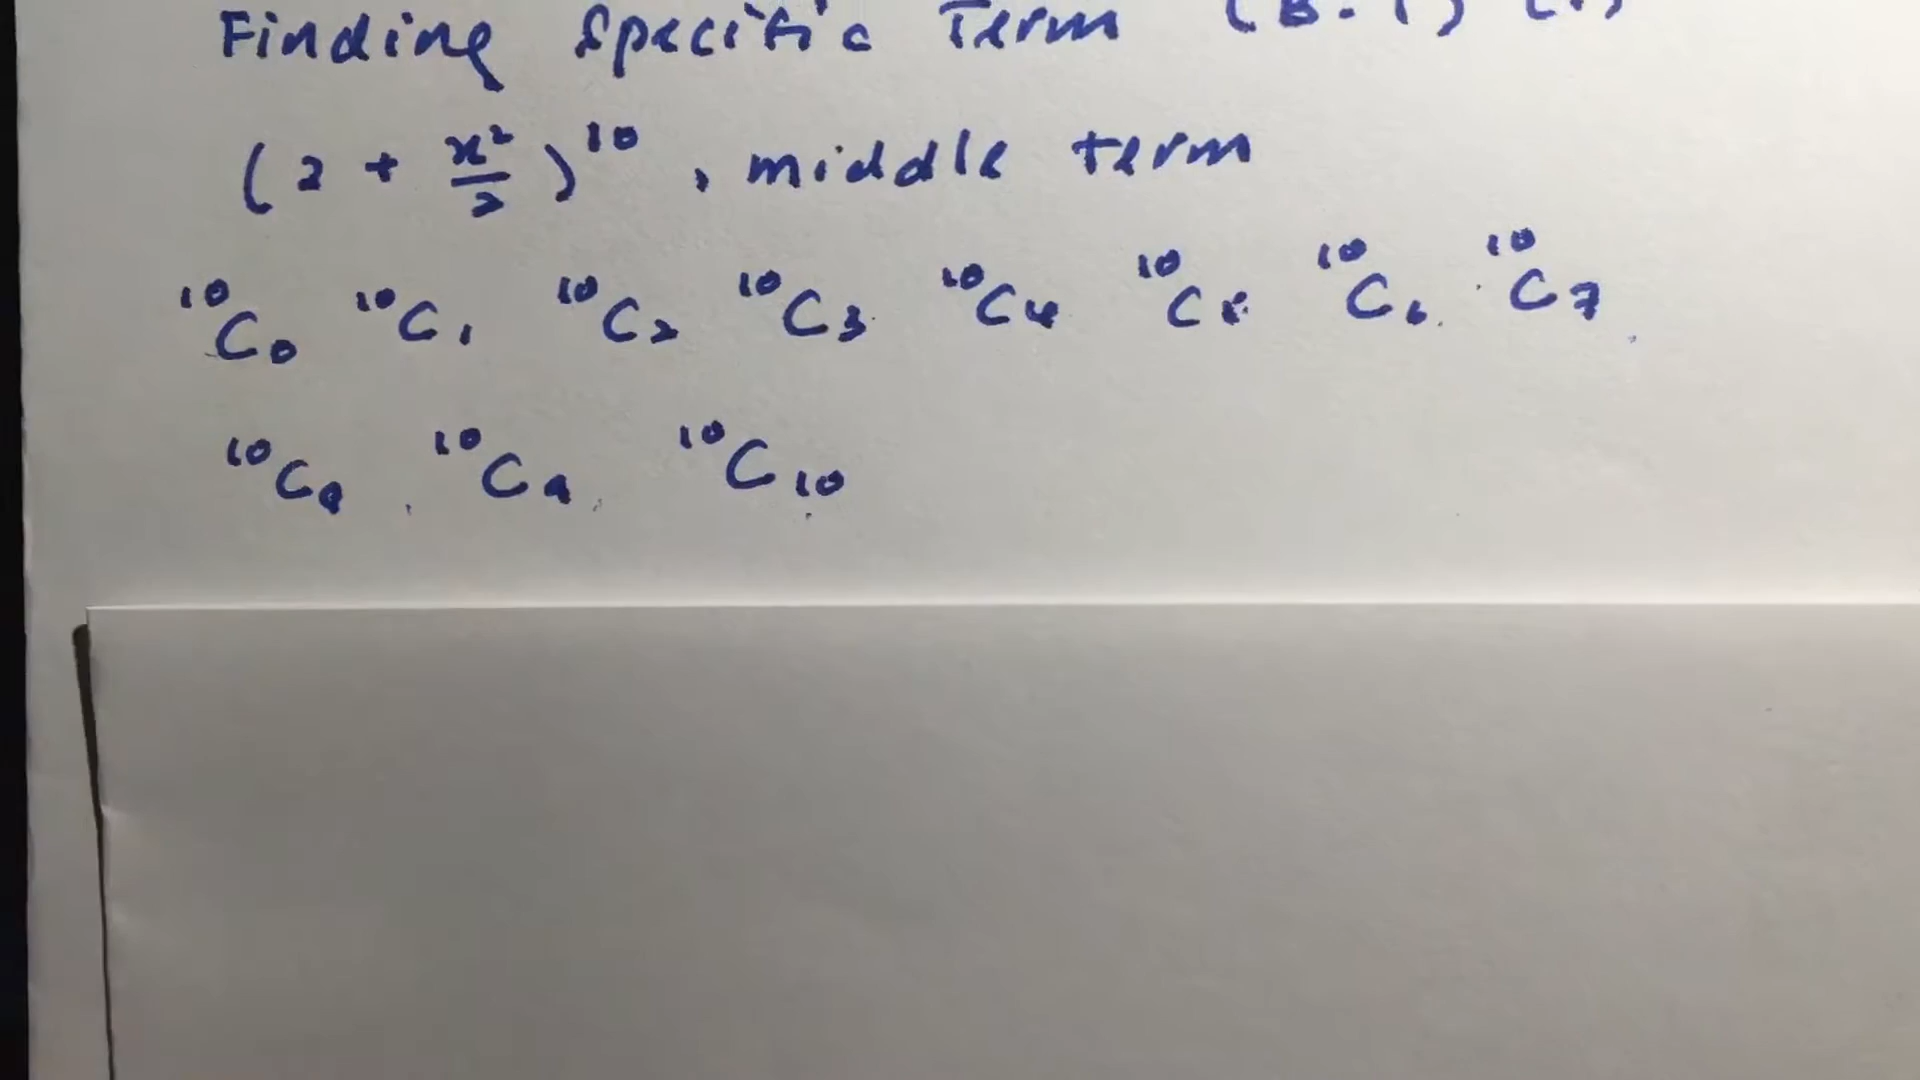 Finding Specific Term (B.T) (1)
(2 + x²/2)¹⁰, middle term
¹⁰C₀ ¹⁰C₁ ¹⁰C₂ ¹⁰C₃ ¹⁰C₄ ¹⁰C₅ ¹⁰C₆ ¹⁰C₇
¹⁰C₈ ¹⁰C₉ ¹⁰C₁₀